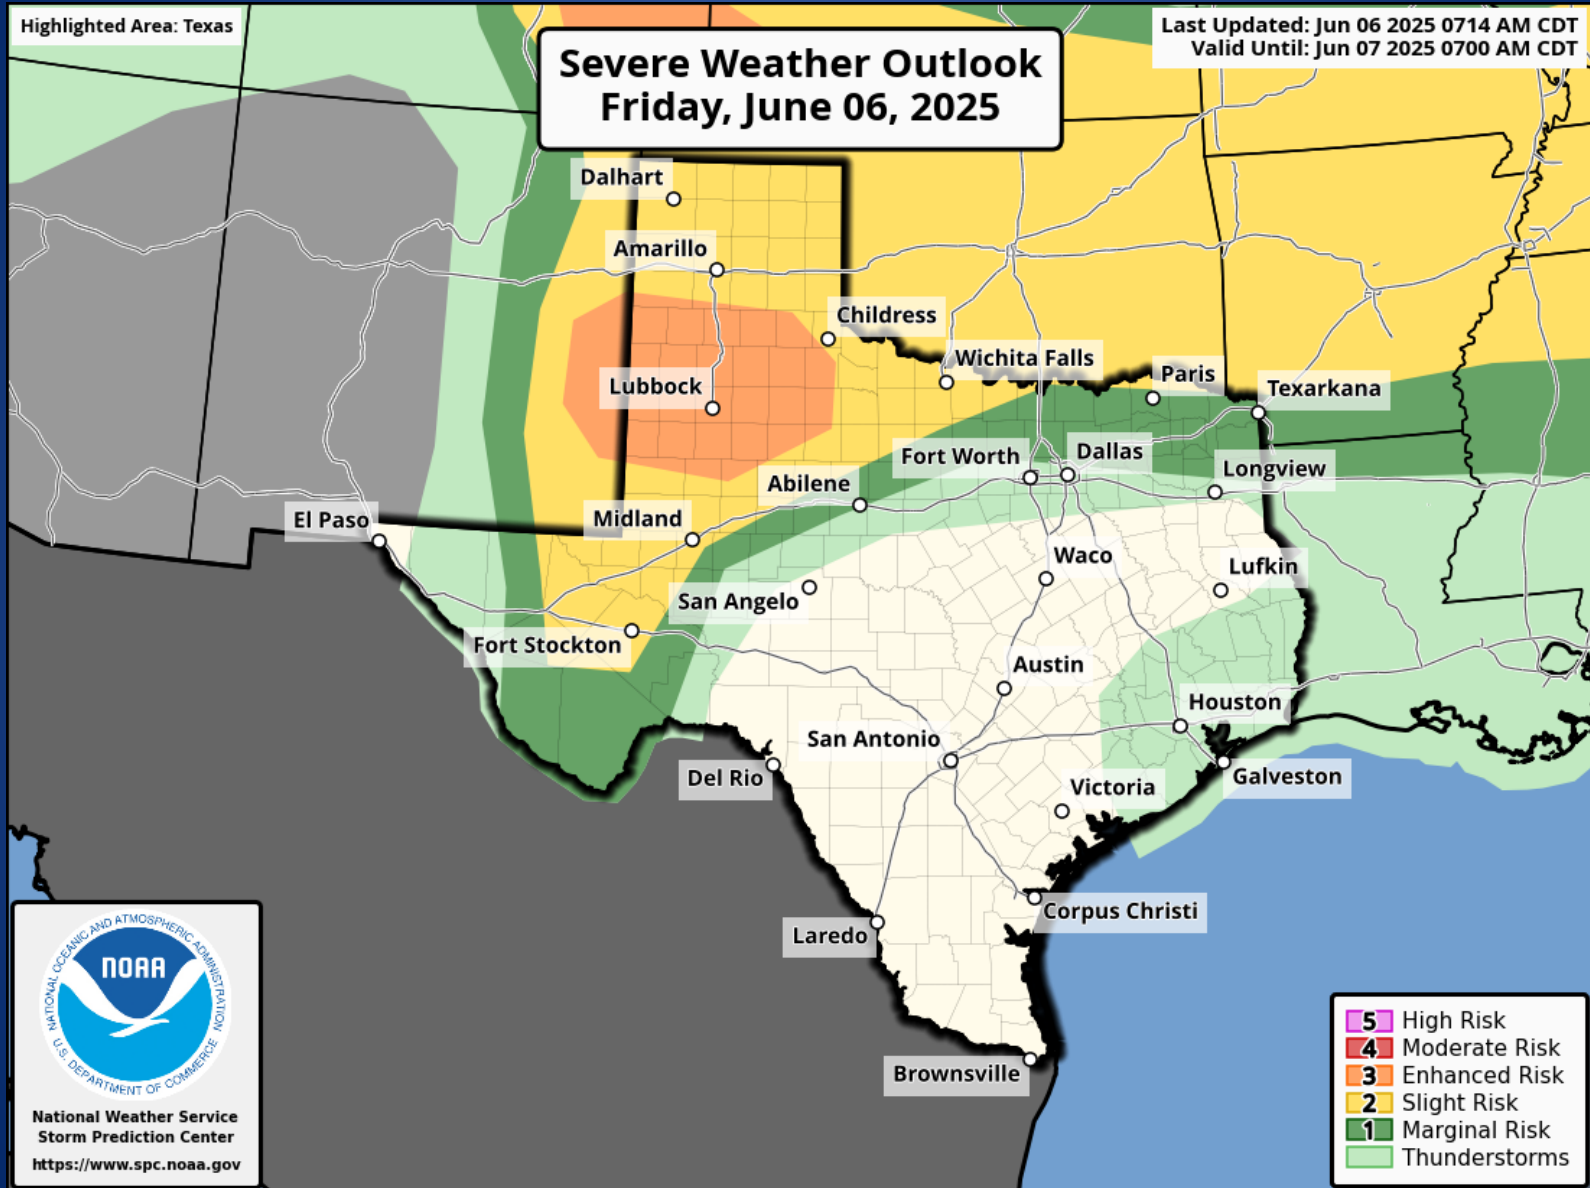 Highlighted Area: Texas
Severe Weather Outlook
Friday, June 06, 2025
Last Updated: Jun 06 2025 0714 AM CDT
Valid Until: Jun 07 2025 0700 AM CDT
Dalhart
Amarillo
Childress
Wichita Falls
Paris
Texarkana
Lubbock
Fort Worth
Dallas
Longview
Abilene
El Paso
Midland
Waco
Lufkin
San Angelo
Fort Stockton
Austin
Houston
San Antonio
Del Rio
Galveston
Victoria
Corpus Christi
Laredo
Brownsville
NATIONAL OCEANIC AND ATMOSPHERIC ADMINISTRATION
NOAA
U.S. DEPARTMENT OF COMMERCE
National Weather Service
Storm Prediction Center
https://www.spc.noaa.gov
5 High Risk
4 Moderate Risk
3 Enhanced Risk
2 Slight Risk
1 Marginal Risk
Thunderstorms